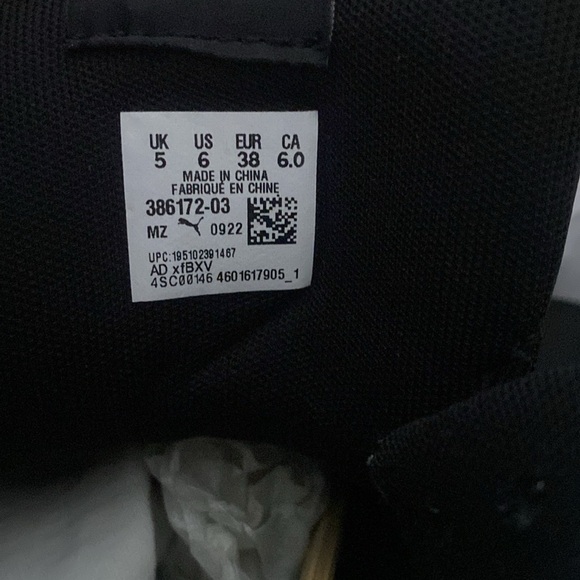 UK US EUR CA
5 6 38 6.0
MADE IN CHINA
FABRIQUÉ EN CHINE
386172-03
MZ 0922
UPC:195102391467
AD xfBXV
4SC00146 4601617905_1